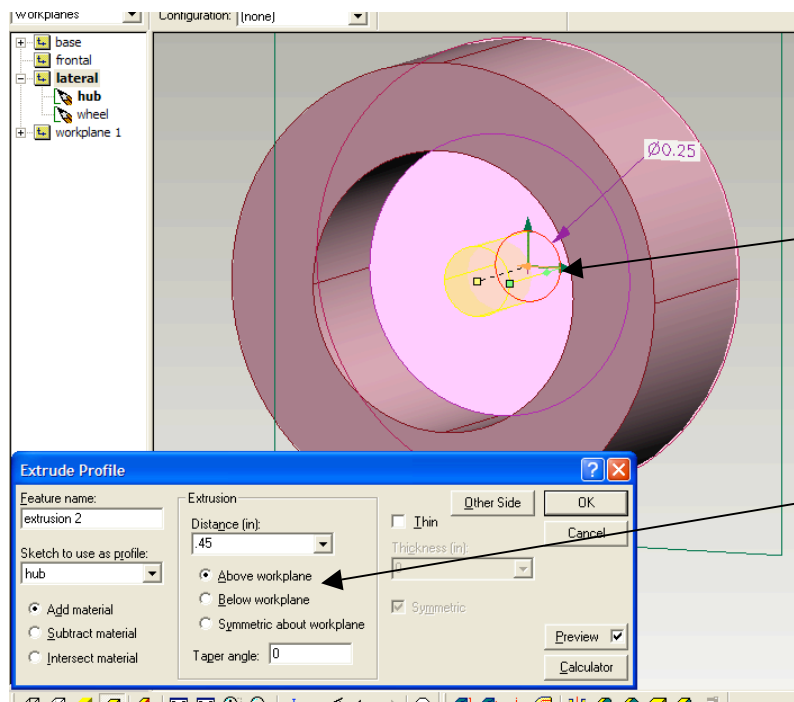 Workplanes
Configuration: (none)
base
frontal
lateral
hub
wheel
workplane 1
Ø0.25
Extrude Profile
Feature name:
extrusion 2
Sketch to use as profile:
hub
Add material
Subtract material
Intersect material
Extrusion
Distance (in):
.45
Above workplane
Below workplane
Symmetric about workplane
Taper angle: 0
Thin
Thickness (in):
0
Symmetric
Other Side
OK
Cancel
Preview
Calculator